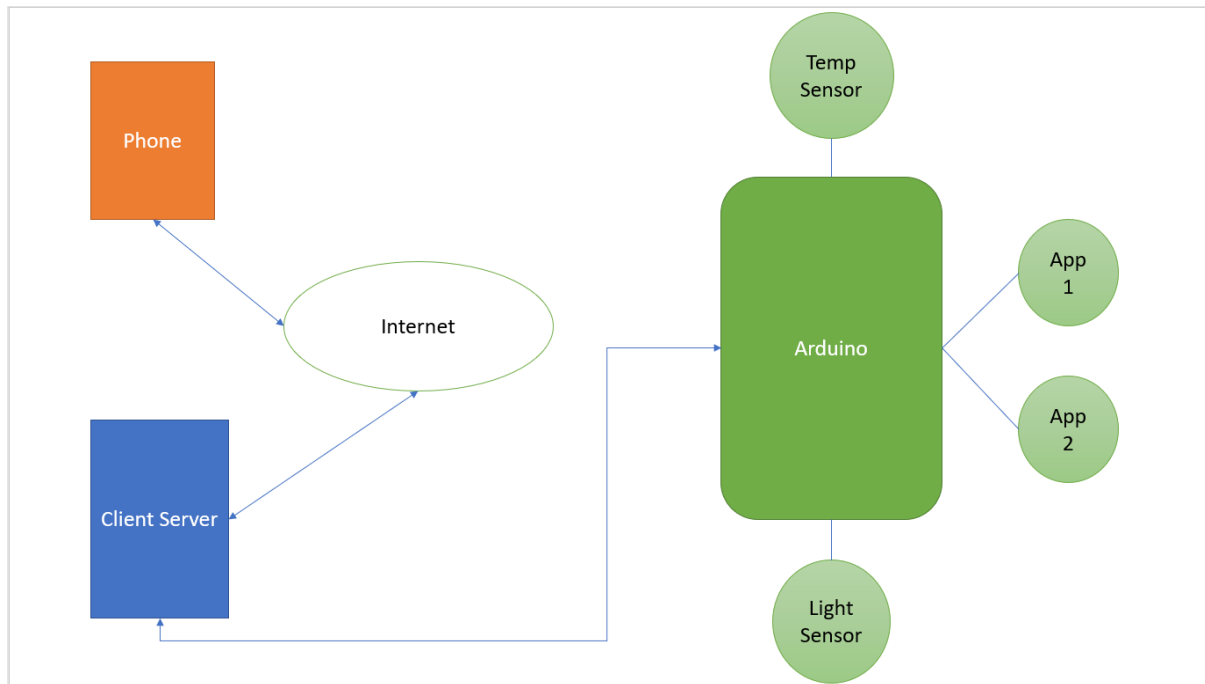 Temp
Sensor
Phone
App
1
Internet
Arduino
App
2
Client Server
Light
Sensor